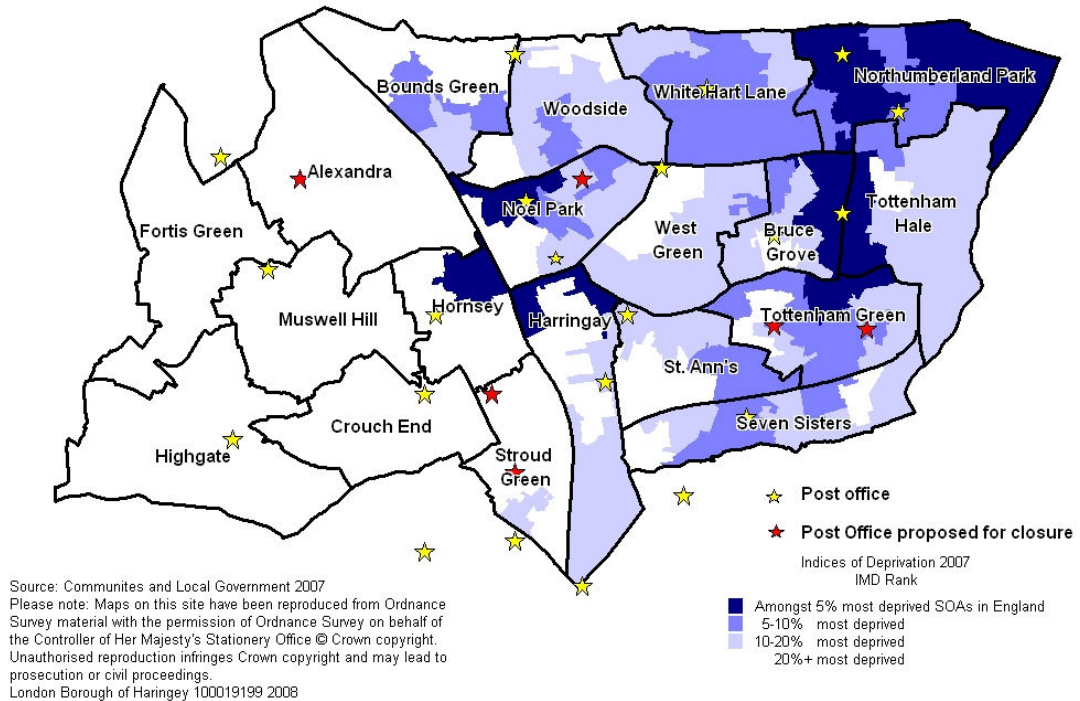 Bounds Green
Woodside
White Hart Lane
Northumberland Park
Alexandra
Fortis Green
Noel Park
West
Green
Bruce
Grove
Tottenham
Hale
Muswell Hill
Hornsey
Harringay
Tottenham Green
St. Ann's
Seven Sisters
Highgate
Crouch End
Stroud
Green
Post office
Post Office proposed for closure
Indices of Deprivation 2007
IMD Rank
Amongst 5% most deprived SOAs in England
5-10% most deprived
10-20% most deprived
20%+ most deprived
Source: Communites and Local Government 2007
Please note: Maps on this site have been reproduced from Ordnance
Survey material with the permission of Ordnance Survey on behalf of
the Controller of Her Majesty's Stationery Office © Crown copyright.
Unauthorised reproduction infringes Crown copyright and may lead to
prosecution or civil proceedings.
London Borough of Haringey 100019199 2008